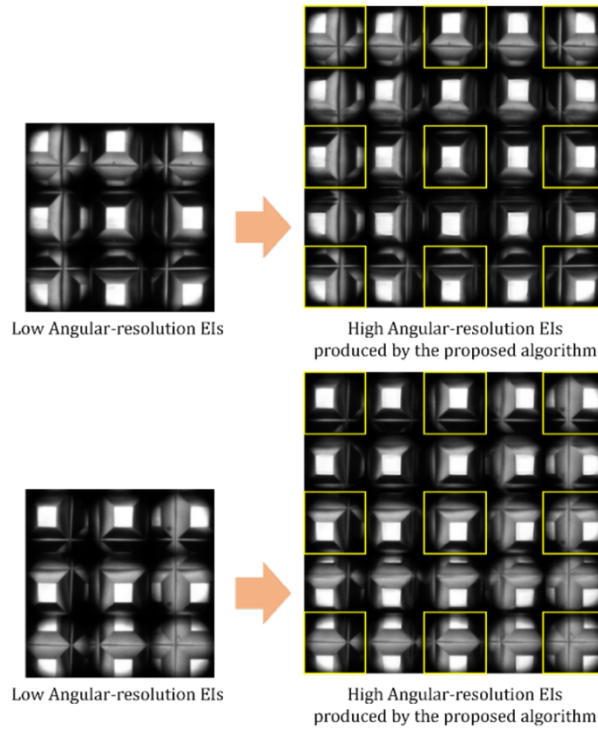 Low Angular-resolution EIs
High Angular-resolution EIs
produced by the proposed algorithm
Low Angular-resolution EIs
High Angular-resolution EIs
produced by the proposed algorithm